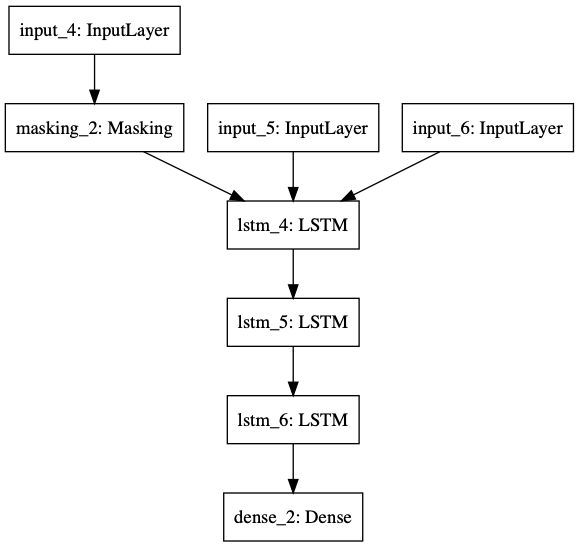 input_4: InputLayer
masking_2: Masking
input_5: InputLayer
input_6: InputLayer
lstm_4: LSTM
lstm_5: LSTM
lstm_6: LSTM
dense_2: Dense